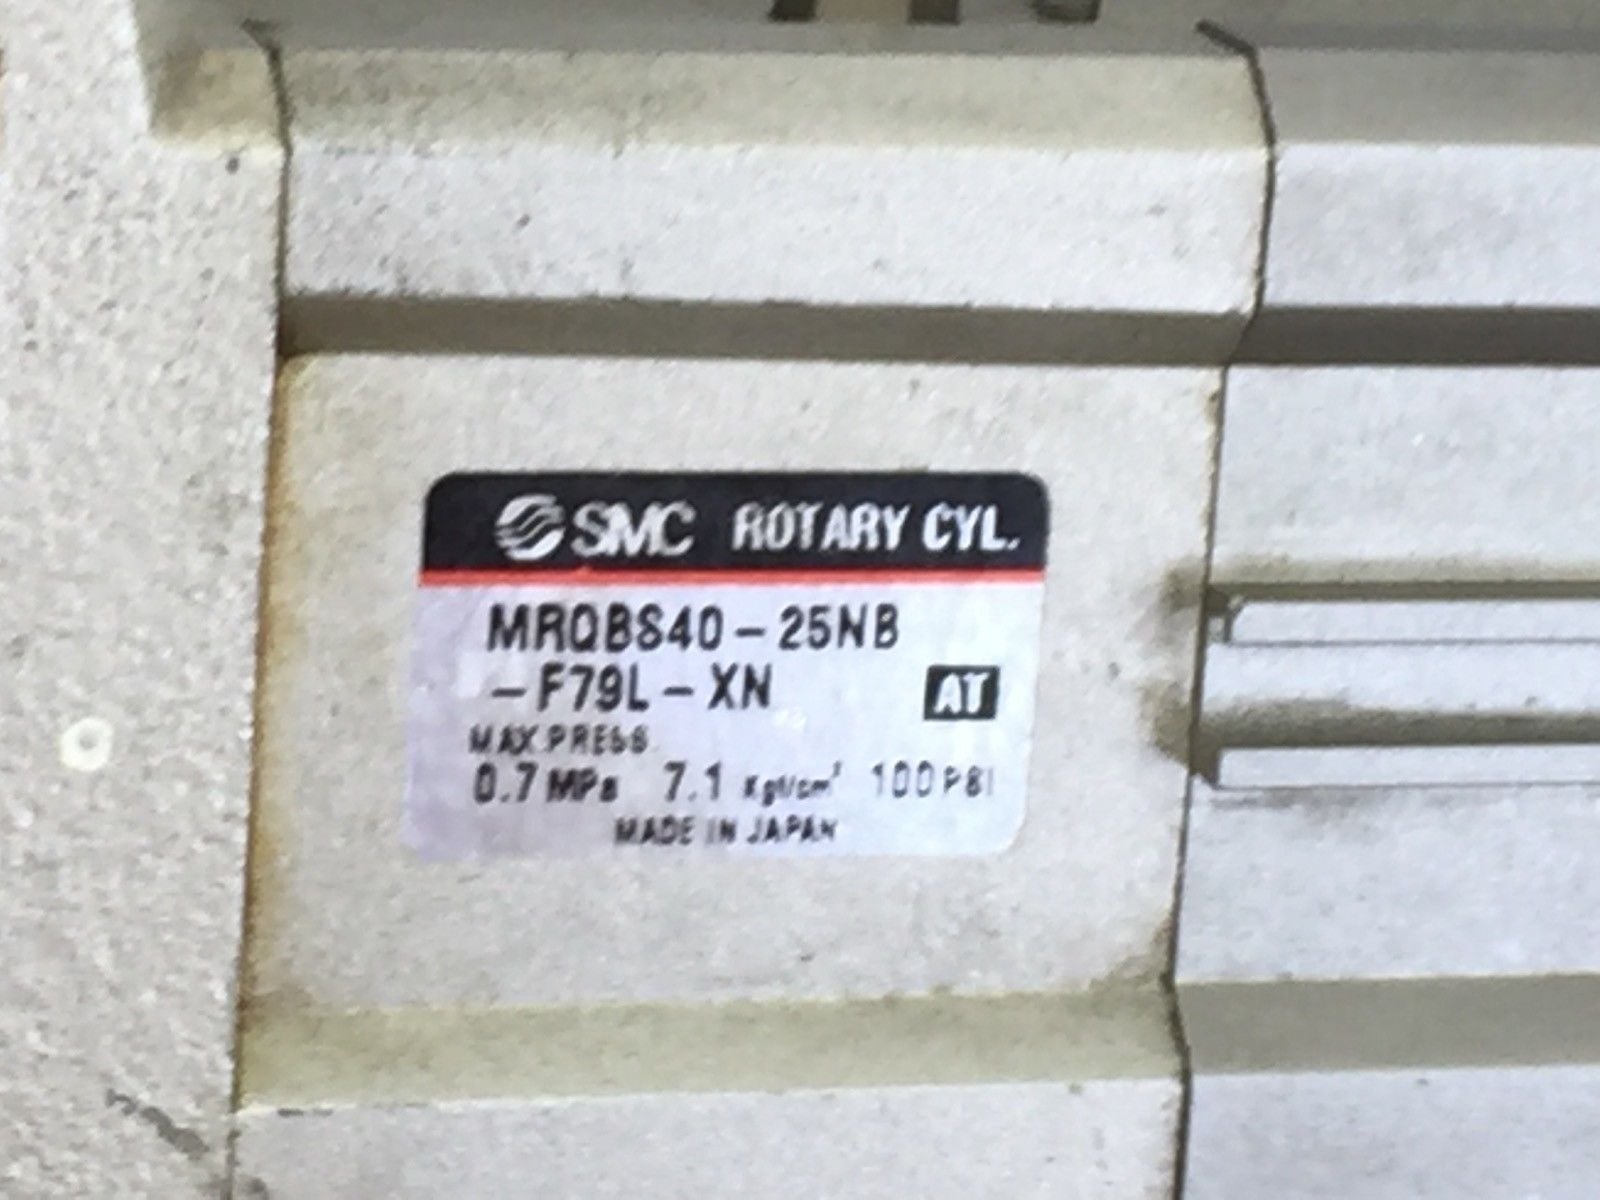 SMC ROTARY CYL.
MRQBS40-25NB
-F79L-XN AT
MAX.PRESS.
0.7 MPa 7.1 Kgf/cm² 100 PSI
MADE IN JAPAN